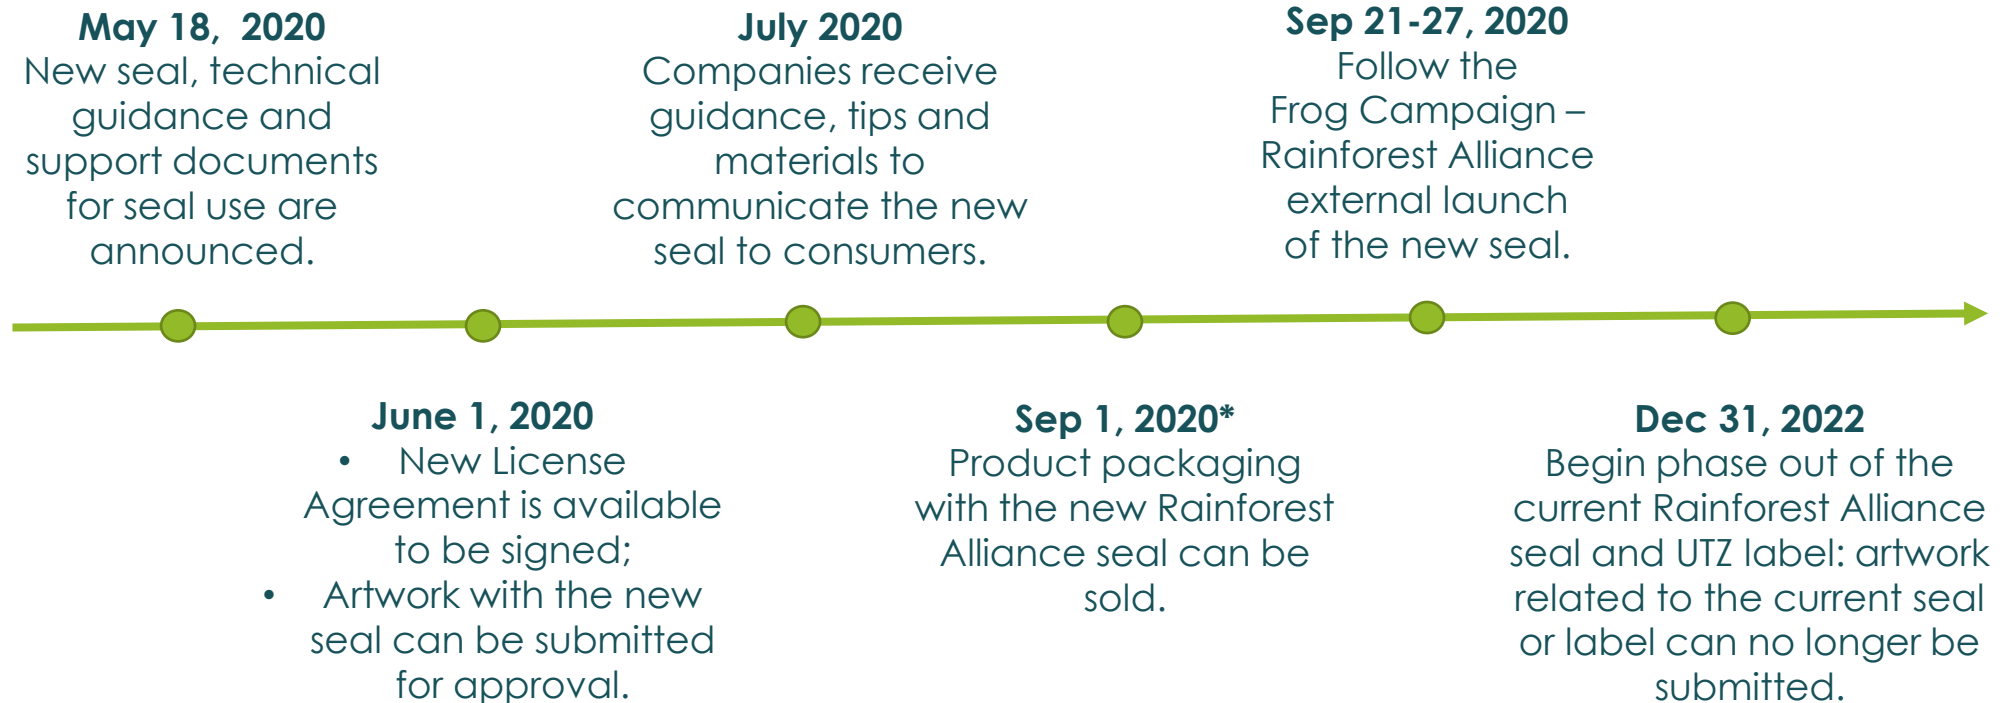 May 18,  2020
New seal, technical
guidance and
support documents
for seal use are
announced.
June 1, 2020
• New License
Agreement is available
to be signed;
• Artwork with the new
seal can be submitted
for approval.
July 2020
Companies receive
guidance, tips and
materials to
communicate the new
seal to consumers.
Sep 1, 2020*
Product packaging
with the new Rainforest
Alliance seal can be
sold.
Sep 21-27, 2020
Follow the
Frog Campaign –
Rainforest Alliance
external launch
of the new seal.
Dec 31, 2022
Begin phase out of the
current Rainforest Alliance
seal and UTZ label: artwork
related to the current seal
or label can no longer be
submitted.